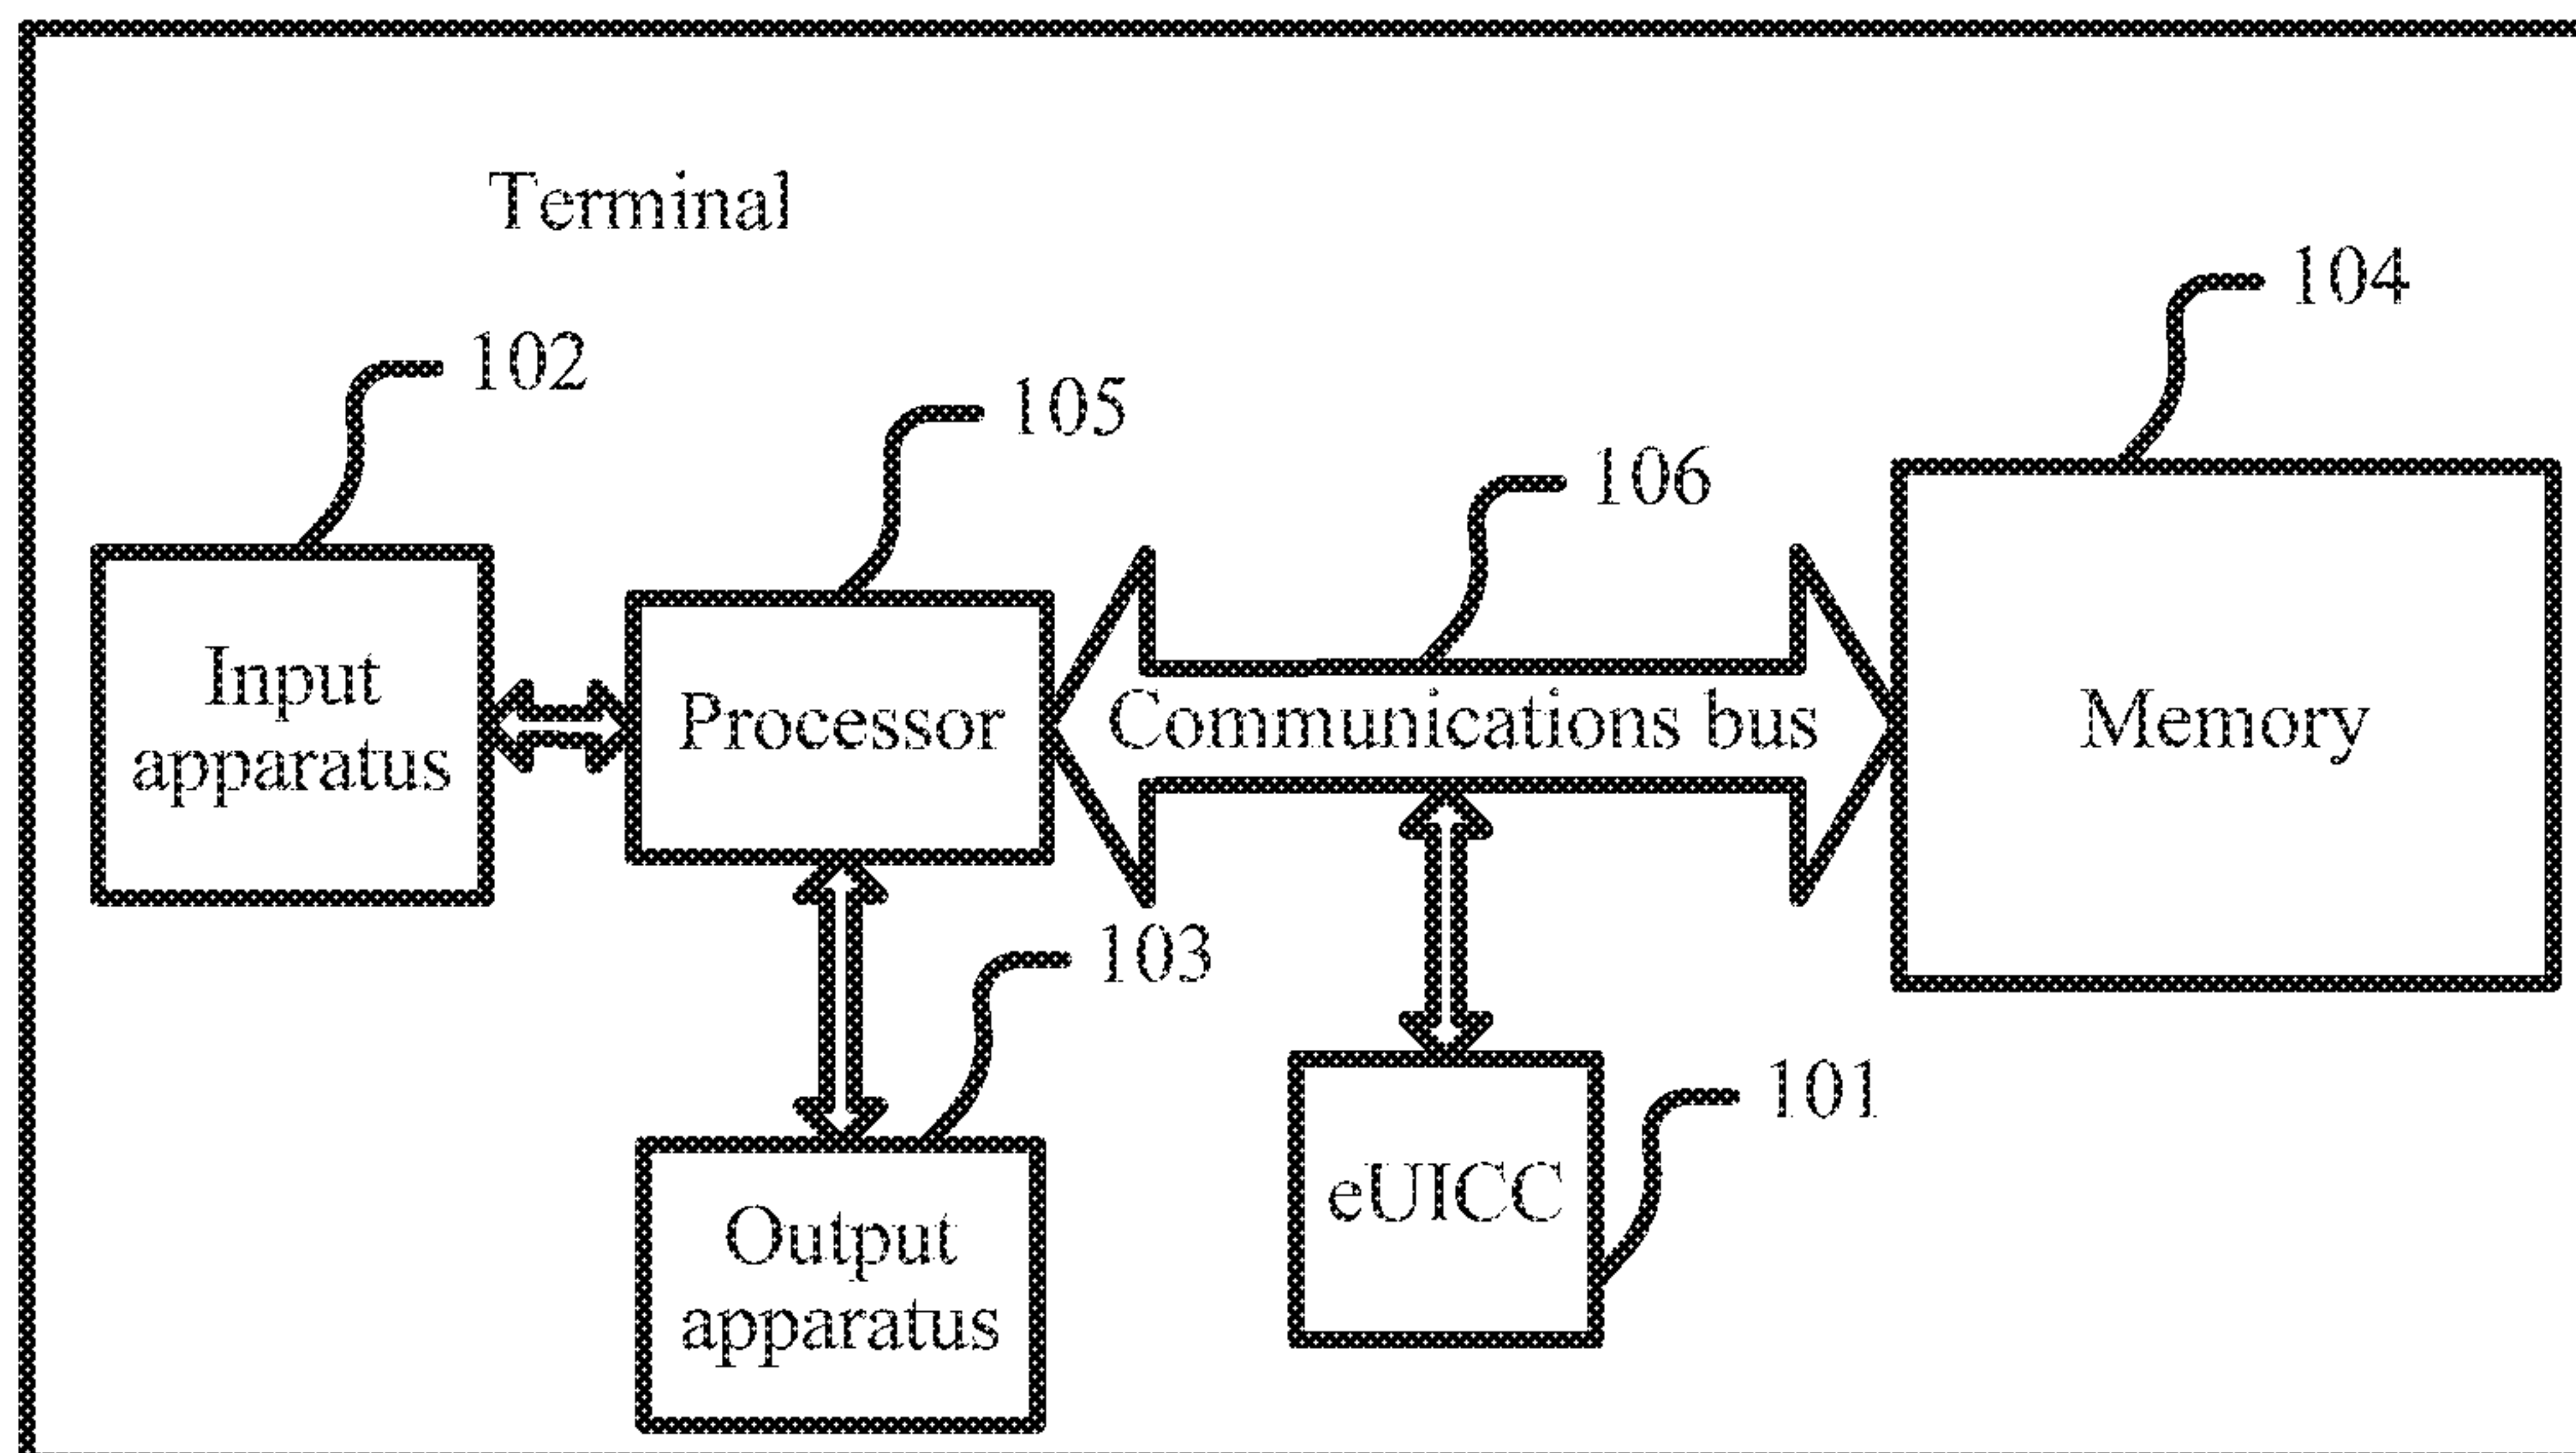 Terminal
104
102
105
106
Input
apparatus
Processor
Communications bus
Memory
103
101
eUICC
Output
apparatus